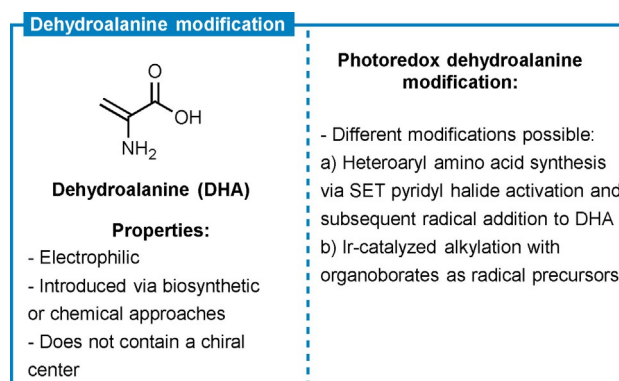 Dehydroalanine modification
O
OH
NH₂
Dehydroalanine (DHA)
Properties:
- Electrophilic
- Introduced via biosynthetic
or chemical approaches
- Does not contain a chiral
center
Photoredox dehydroalanine
modification:
- Different modifications possible:
a) Heteroaryl amino acid synthesis
via SET pyridyl halide activation and
subsequent radical addition to DHA
b) Ir-catalyzed alkylation with
organoborates as radical precursors